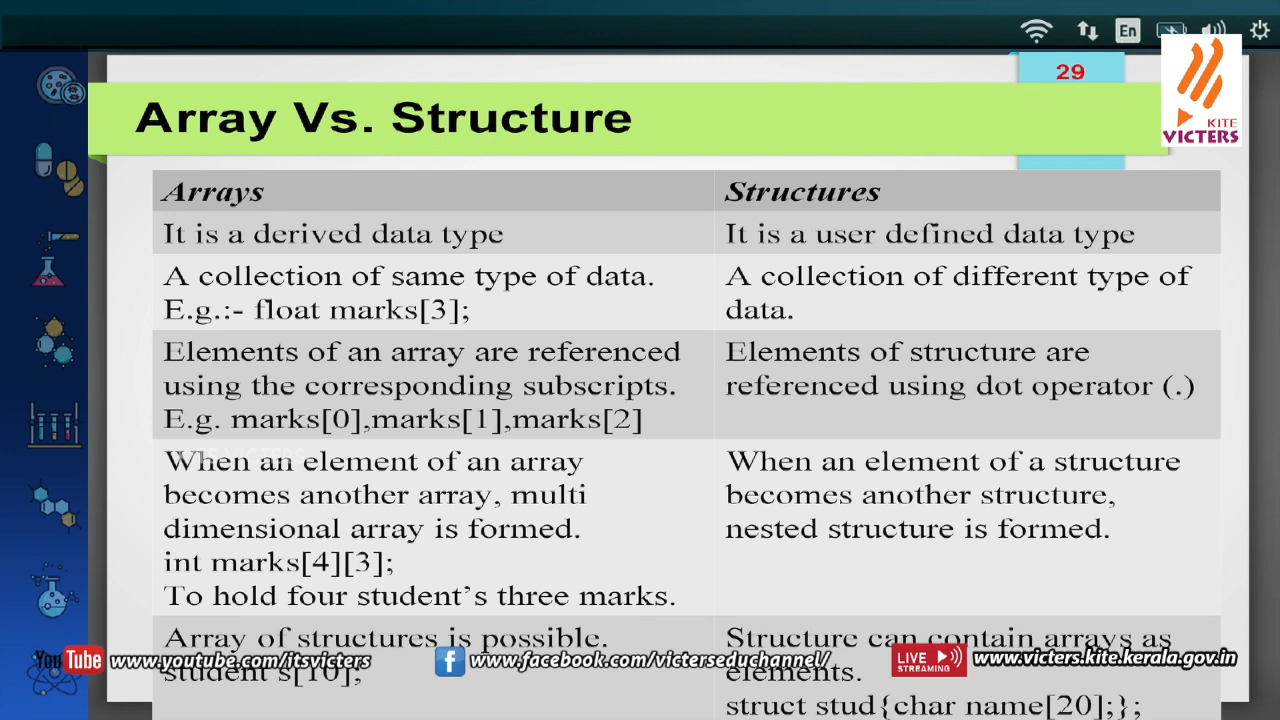 En
29
KITE
VICTERS
Array Vs. Structure
Arrays
Structures
It is a derived data type
It is a user defined data type
A collection of same type of data.
E.g.:- float marks[3];
A collection of different type of
data.
Elements of an array are referenced
using the corresponding subscripts.
E.g. marks[0],marks[1],marks[2]
Elements of structure are
referenced using dot operator (.)
When an element of an array
becomes another array, multi
dimensional array is formed.
int marks[4][3];
To hold four student’s three marks.
When an element of a structure
becomes another structure,
nested structure is formed.
Array of structures is possible.
student s[10];
Structure can contain arrays as
elements.
struct stud{char name[20];};
YouTube www.youtube.com/itsvicters
f www.facebook.com/victerseduchannel/
LIVE
STREAMING
www.victers.kite.kerala.gov.in